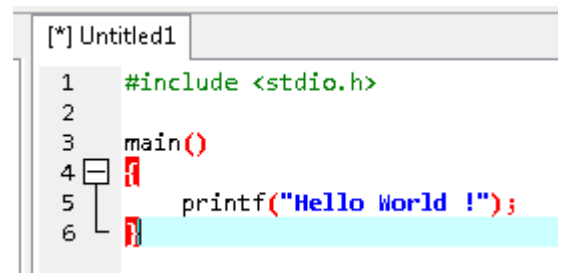 [*] Untitled1
1 #include <stdio.h>
2
3 main()
4 {
5 printf("Hello World !");
6 }